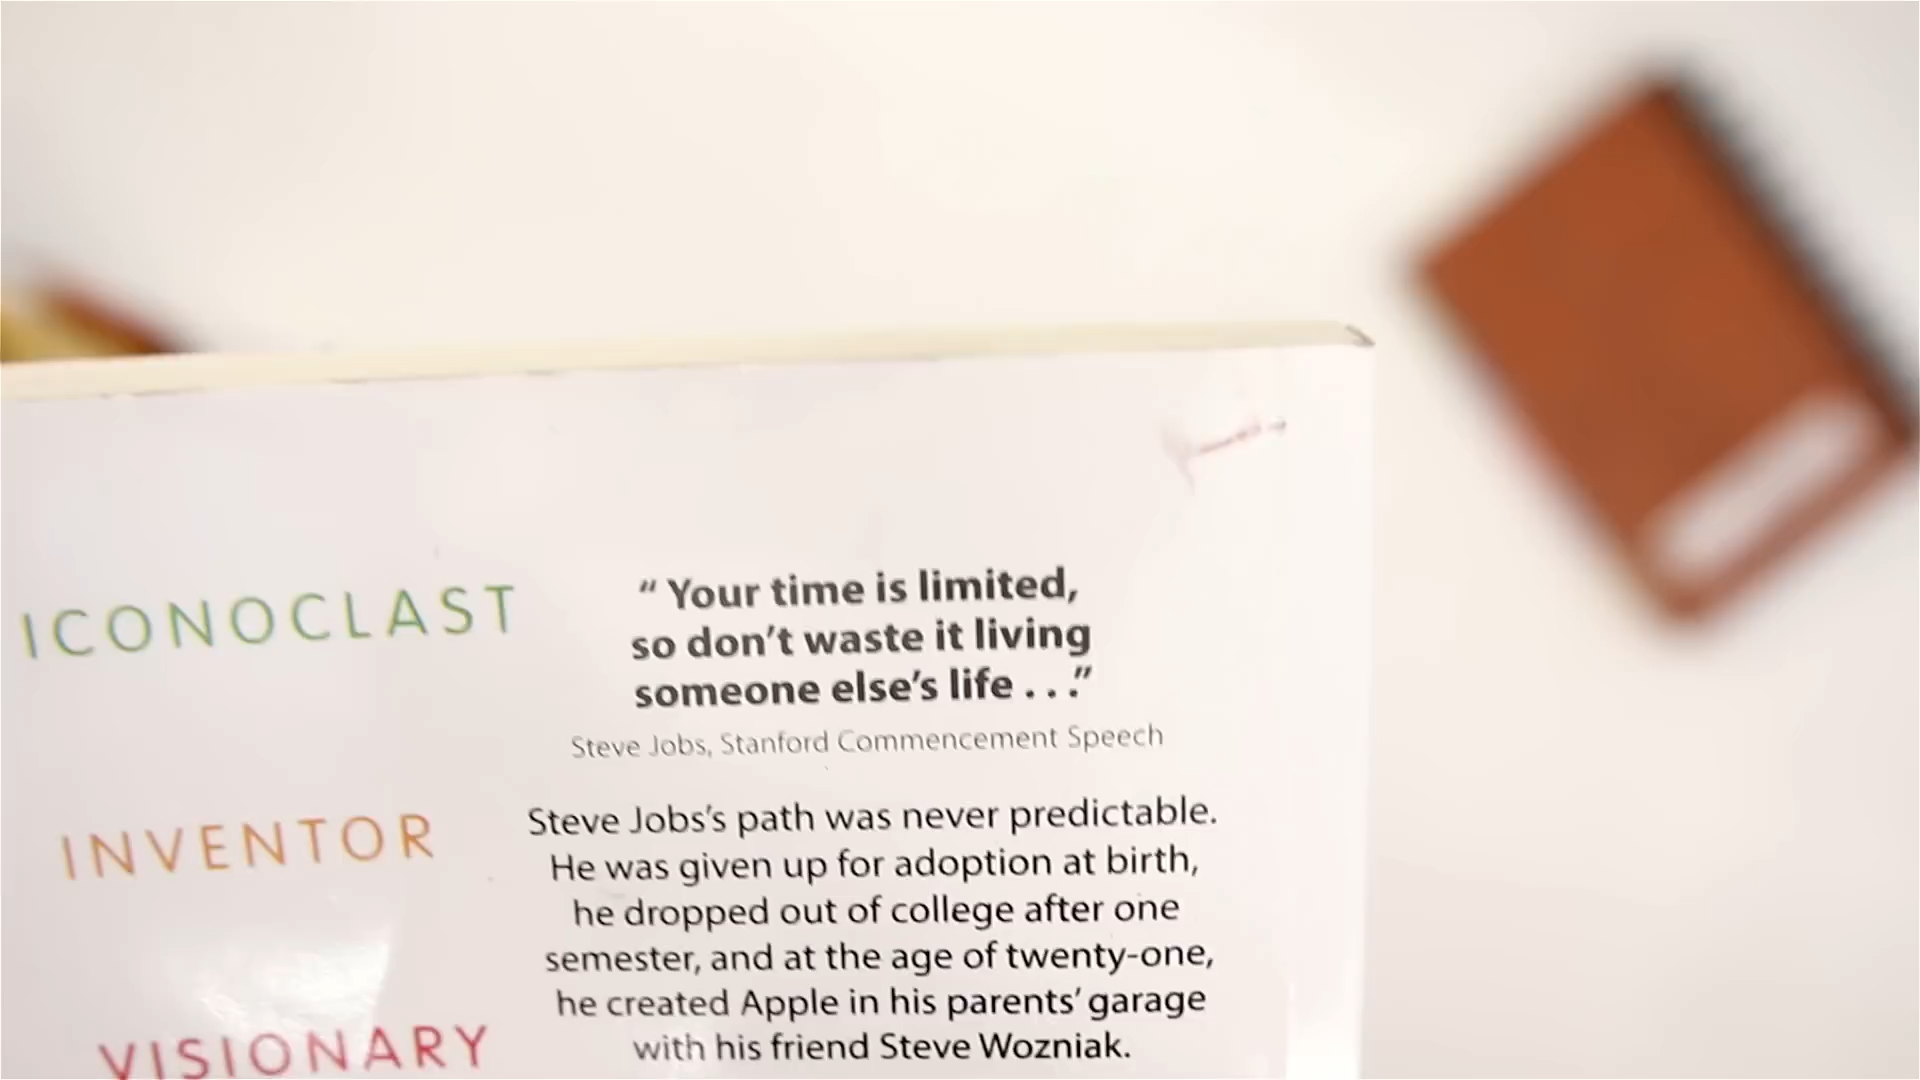 ICONOCLAST
“ Your time is limited,
so don’t waste it living
someone else’s life . . .”
Steve Jobs, Stanford Commencement Speech
INVENTOR
Steve Jobs’s path was never predictable.
He was given up for adoption at birth,
he dropped out of college after one
semester, and at the age of twenty-one,
he created Apple in his parents’ garage
with his friend Steve Wozniak.
VISIONARY